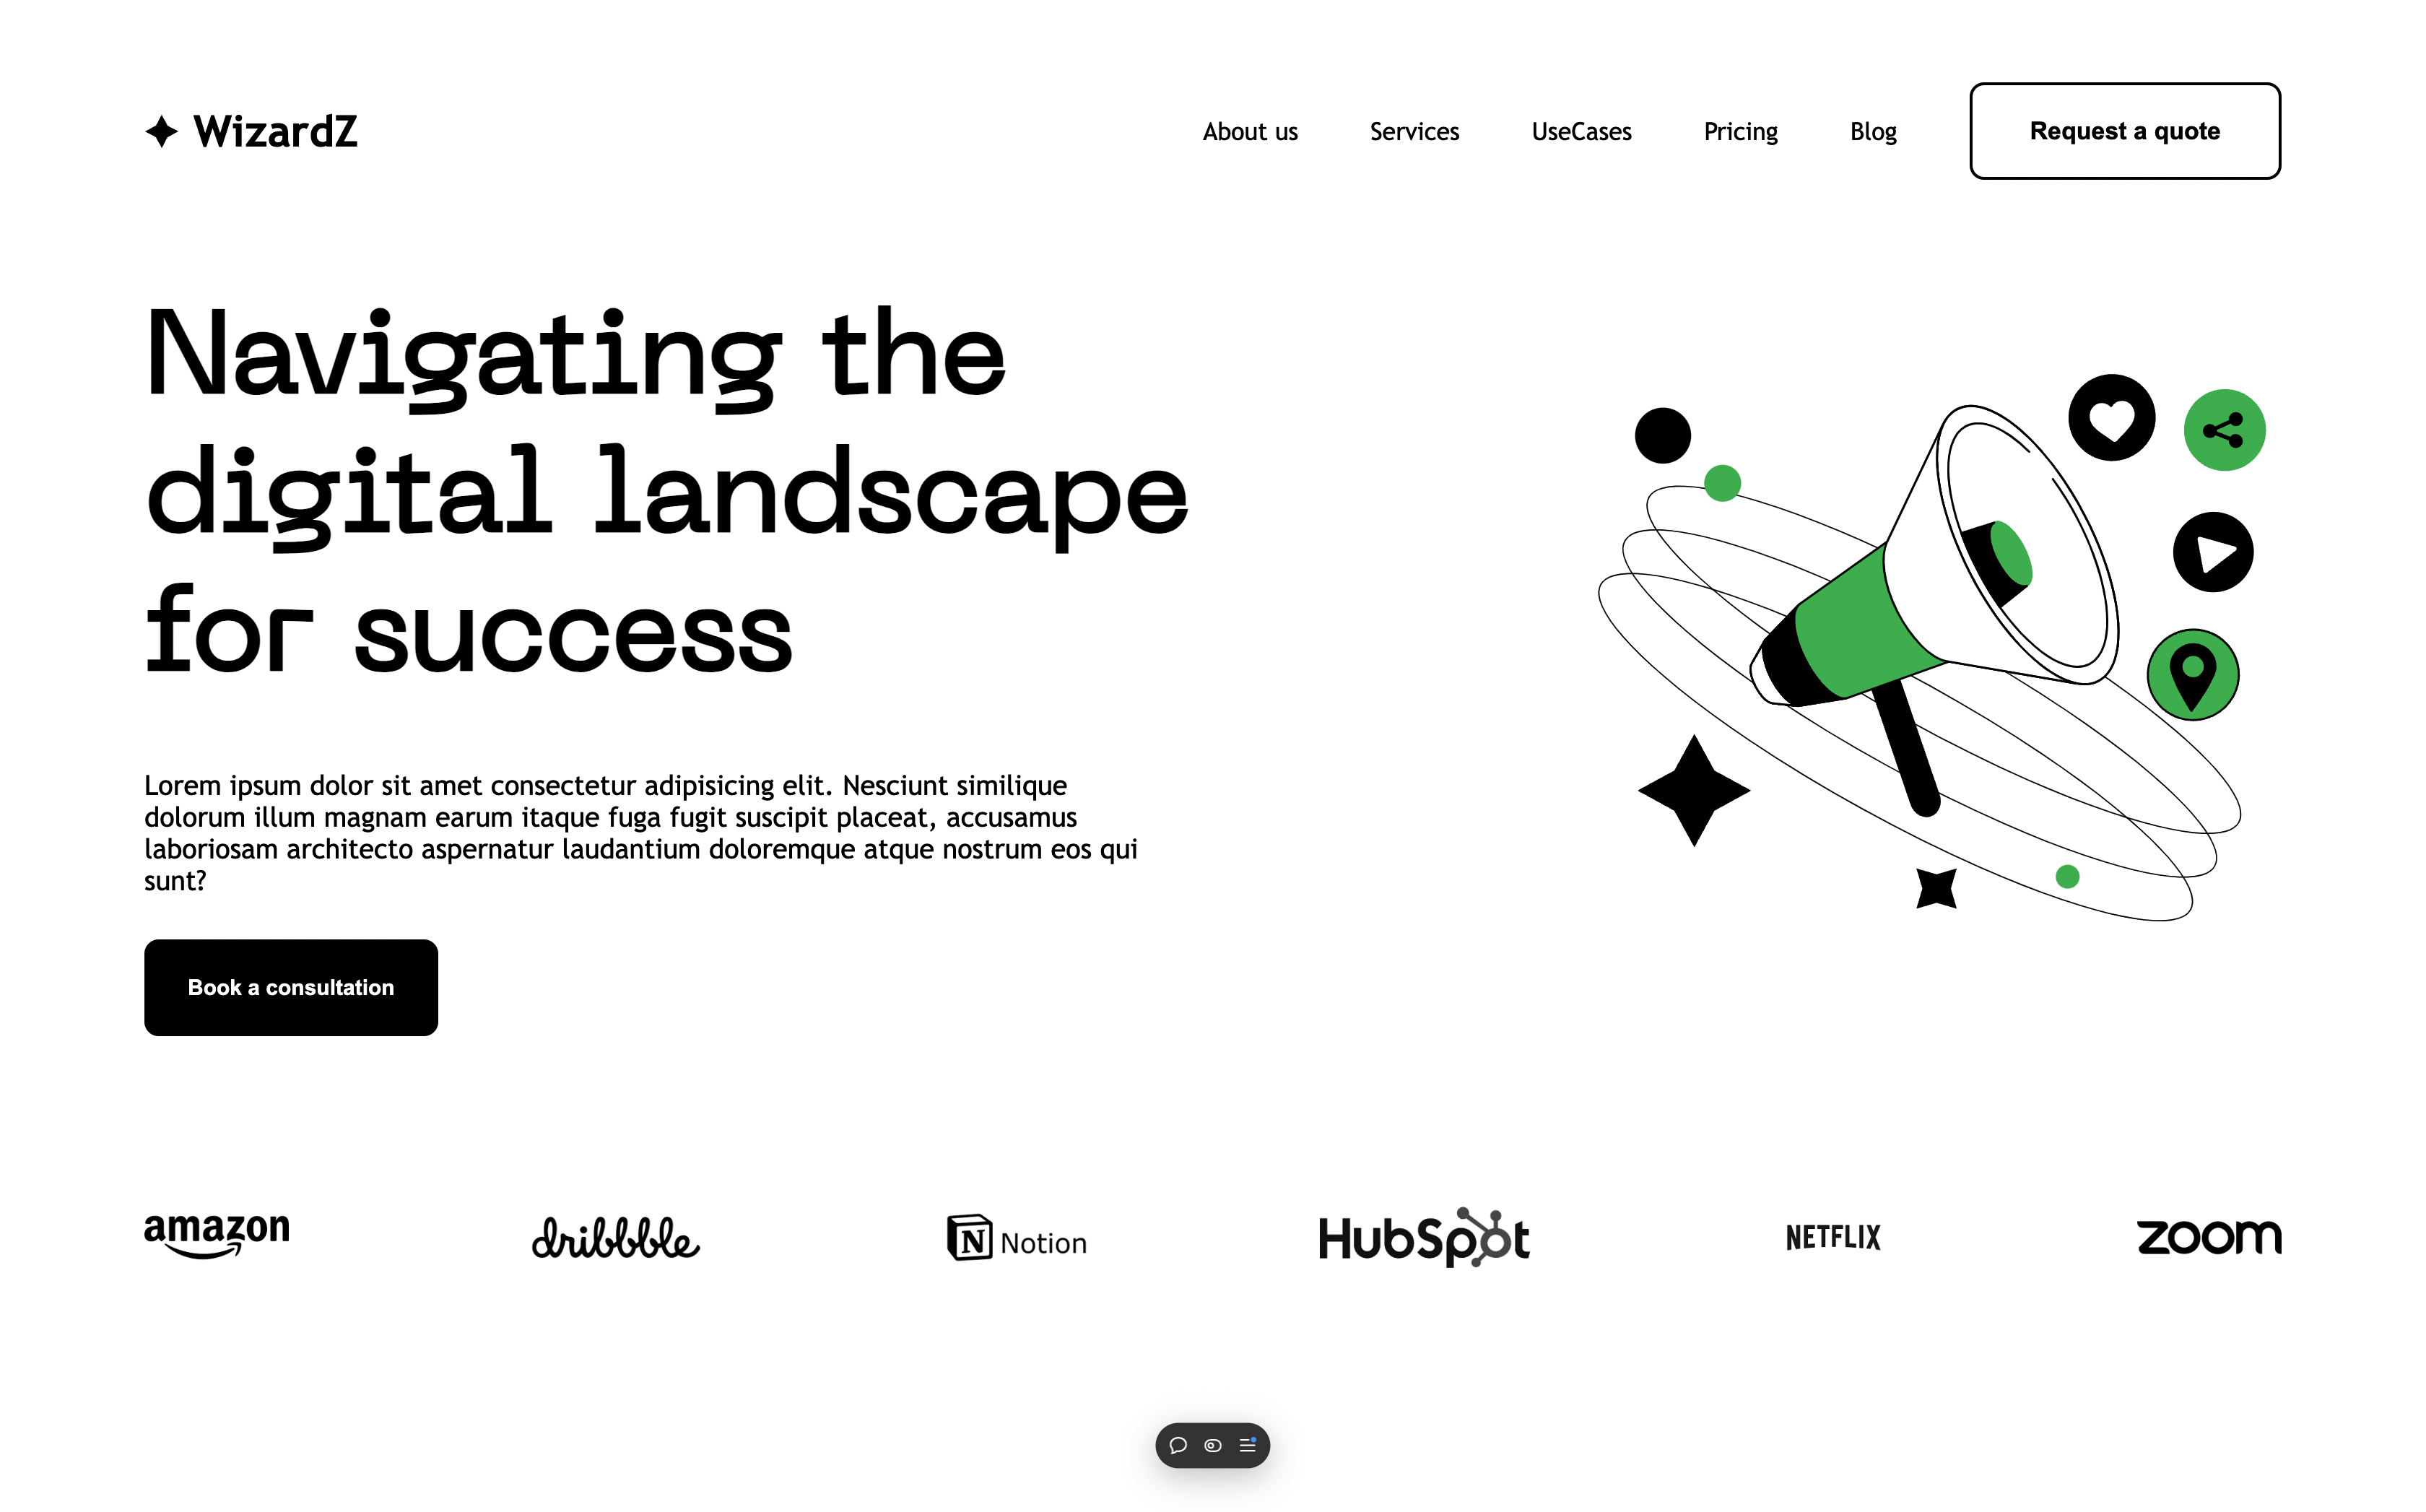 WizardZ
About us
Services
UseCases
Pricing
Blog
Request a quote
Navigating the
digital landscape
for success
Lorem ipsum dolor sit amet consectetur adipisicing elit. Nesciunt similique
dolorum illum magnam earum itaque fuga fugit suscipit placeat, accusamus
laboriosam architecto aspernatur laudantium doloremque atque nostrum eos qui
sunt?
Book a consultation
amazon
dribbble
N Notion
HubSpot
NETFLIX
zoom